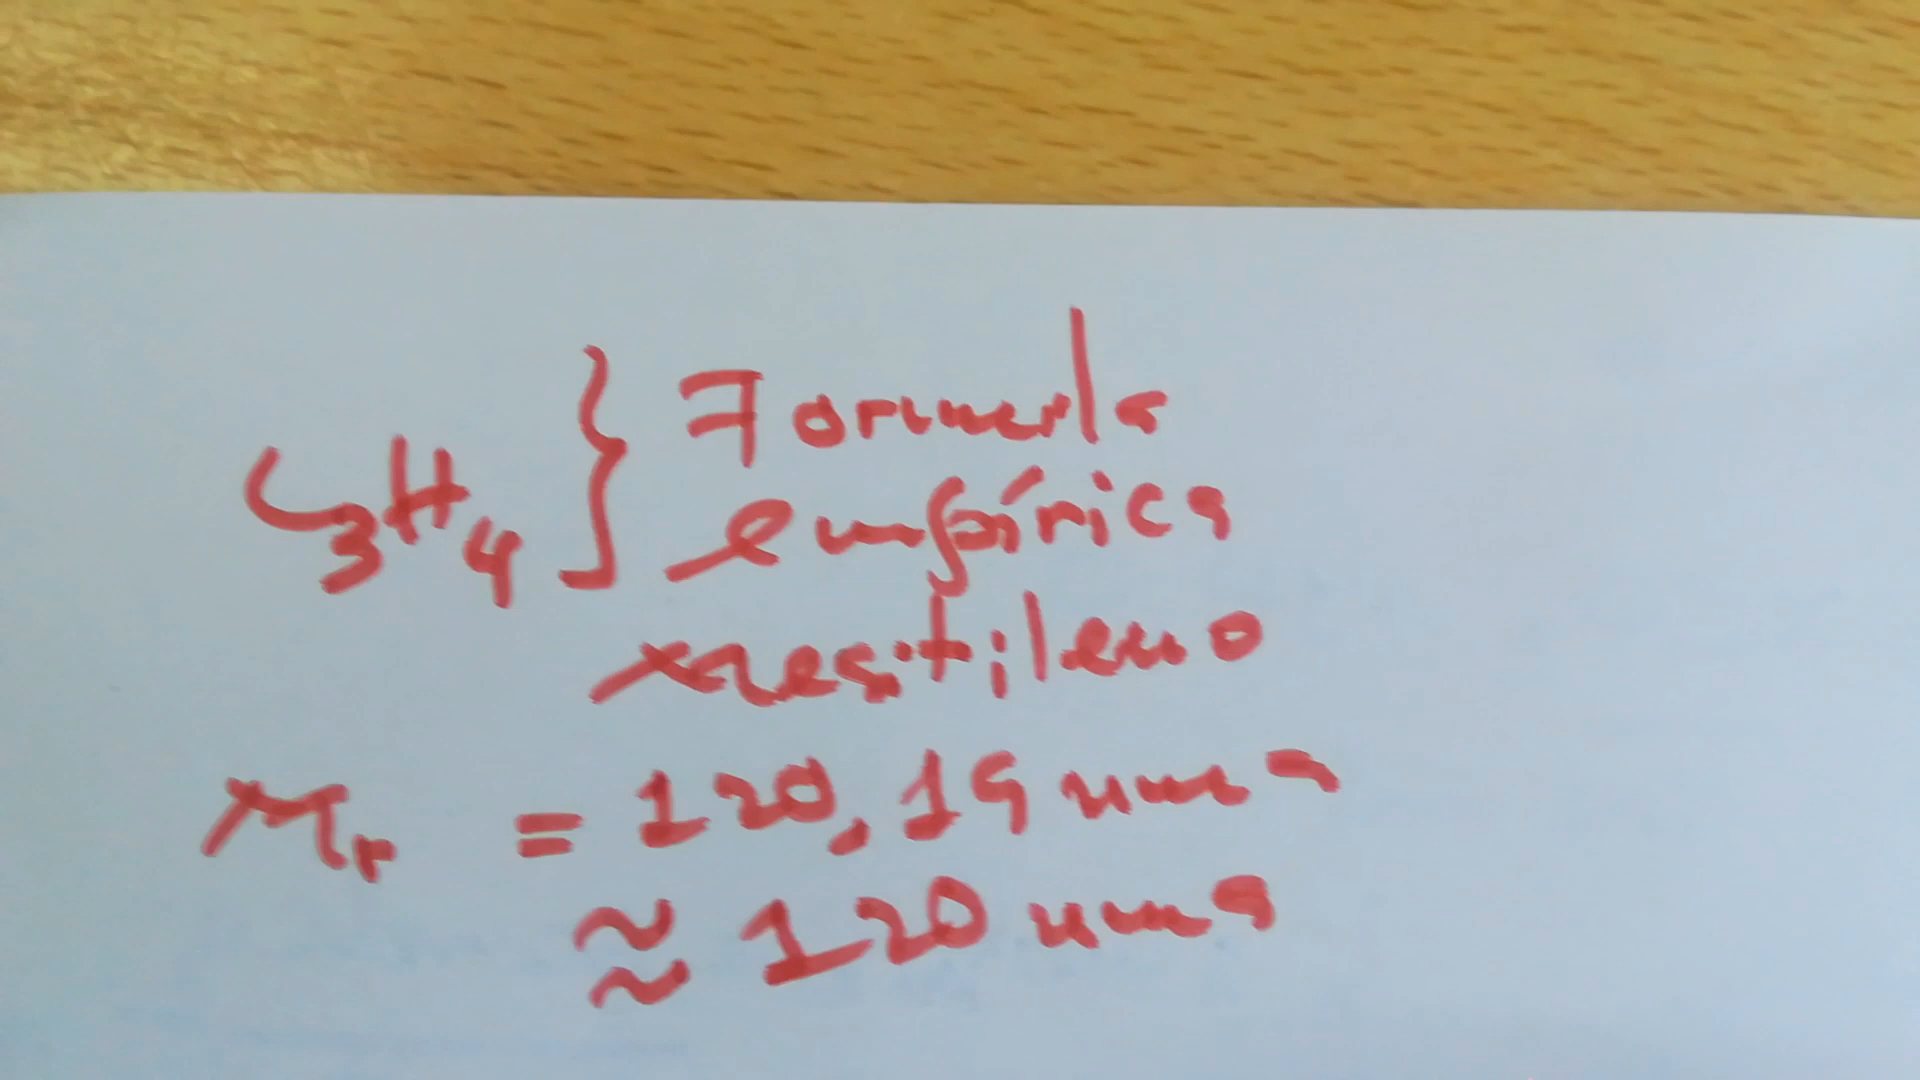 C₃H₄ } Formula
empírica
mesitileno
Mr = 120,19 uma
≈ 120 uma